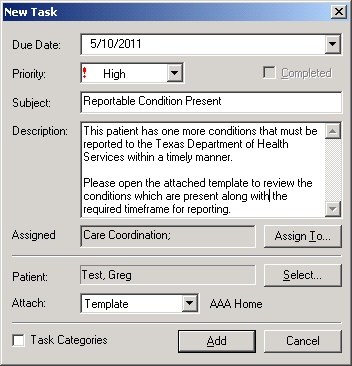 New Task
Due Date: 5/10/2011
Priority: ! High Completed
Subject: Reportable Condition Present
Description: This patient has one more conditions that must be
reported to the Texas Department of Health
Services within a timely manner.
Please open the attached template to review the
conditions which are present along with the
required timeframe for reporting.
Assigned Care Coordination; Assign To...
Patient: Test, Greg Select...
Attach: Template AAA Home
Task Categories Add Cancel